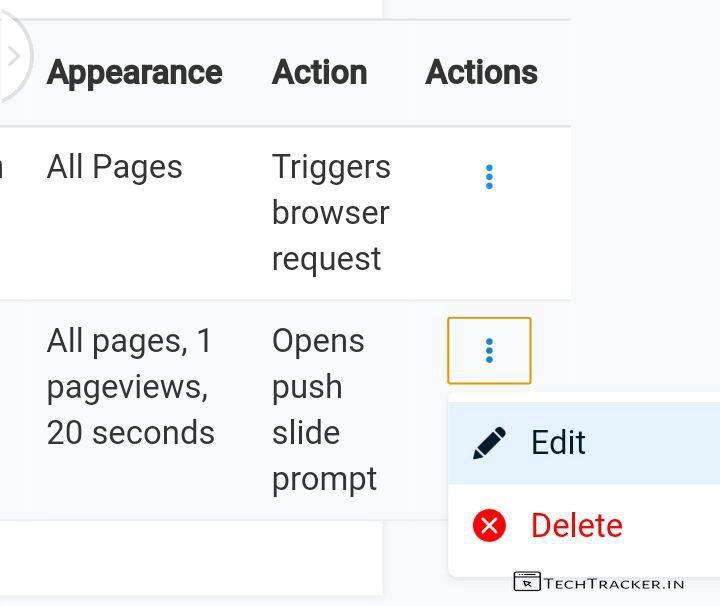 Appearance Action Actions
All Pages
Triggers
browser
request
All pages, 1
pageviews,
20 seconds
Opens
push
slide
prompt
Edit
Delete
TECHTRACKER.IN